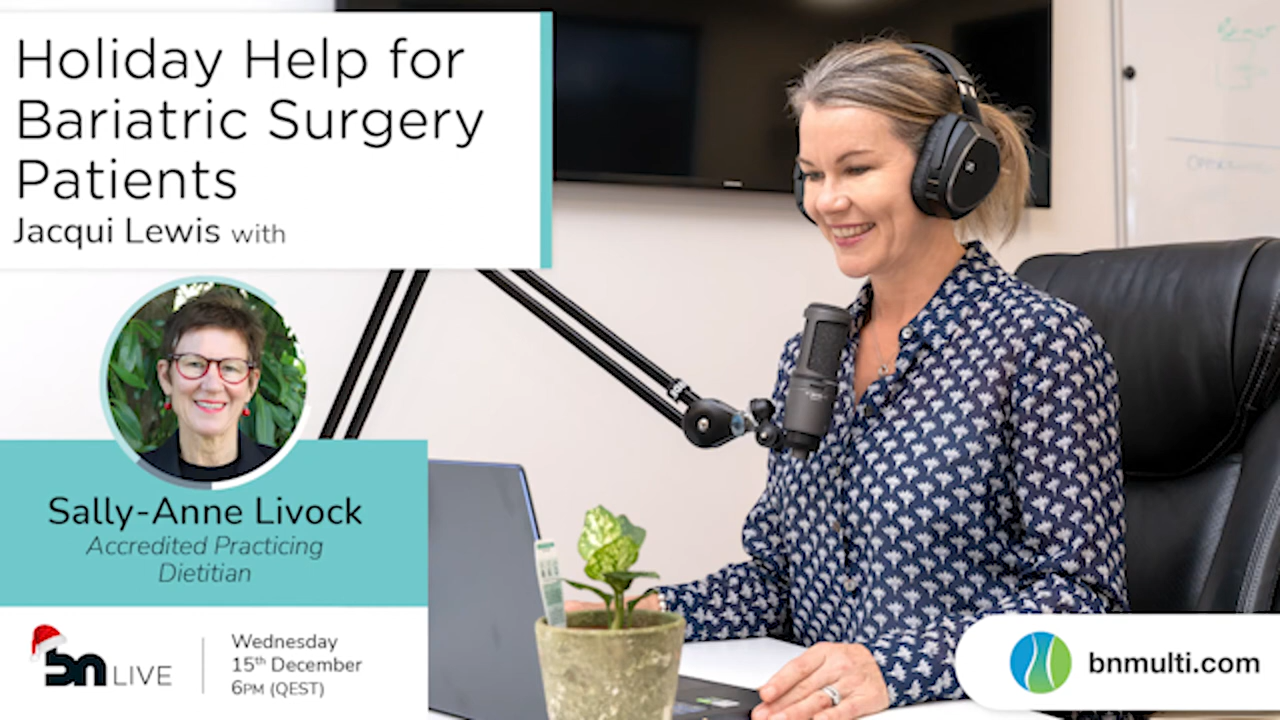 Holiday Help for
Bariatric Surgery
Patients
Jacqui Lewis with
Sally-Anne Livock
Accredited Practicing
Dietitian
bn LIVE
Wednesday
15th December
6PM (QEST)
bnmulti.com